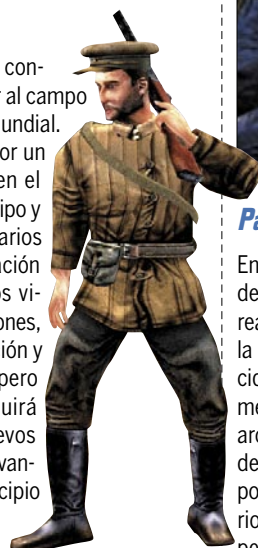 con-
r al campo
undial.
or un
en el
ipo y
arios
ación
os vi-
ones,
ión y
pero
uirá
evos
van-
cipio
Pa
En
de
rea
la
cid
me
arc
de
po
rio